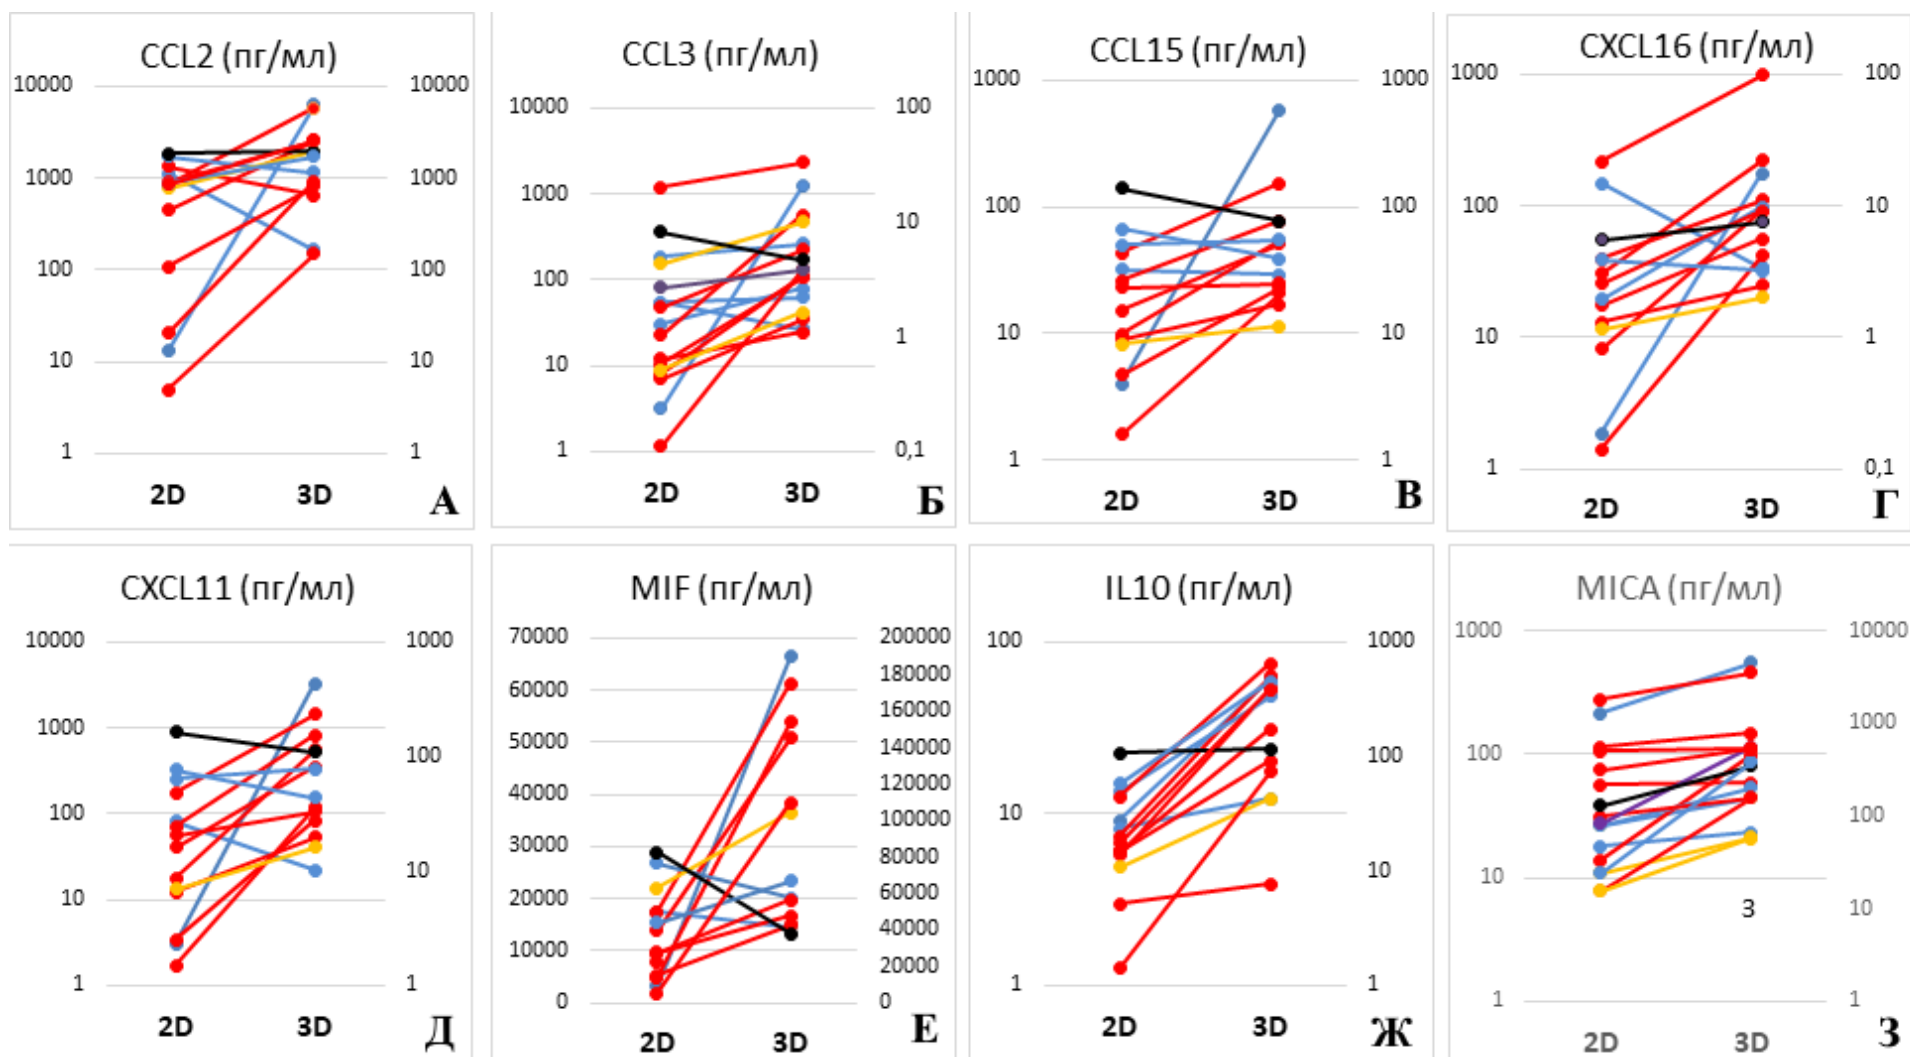 CCL2 (пг/мл)
10000 10000
1000 1000
100 100
10 10
1 1
2D 3D
А
CCL3 (пг/мл)
10000 100
1000 10
100 1
10 0,1
1
2D 3D
Б
CCL15 (пг/мл)
1000 1000
100 100
10 10
1 1
2D 3D
В
CXCL16 (пг/мл)
1000 100
100 10
10 1
1 0,1
2D 3D
Г
CXCL11 (пг/мл)
10000 1000
1000 100
100 10
10 1
1
2D 3D
Д
MIF (пг/мл)
70000 200000
60000 180000
50000 160000
40000 140000
30000 120000
20000 100000
10000 80000
0 60000
40000
20000
0
2D 3D
Е
IL10 (пг/мл)
100 1000
10 100
1 10
1
2D 3D
Ж
MICA (пг/мл)
1000 10000
100 1000
10 100
1 10
1
3
2D 3D
З